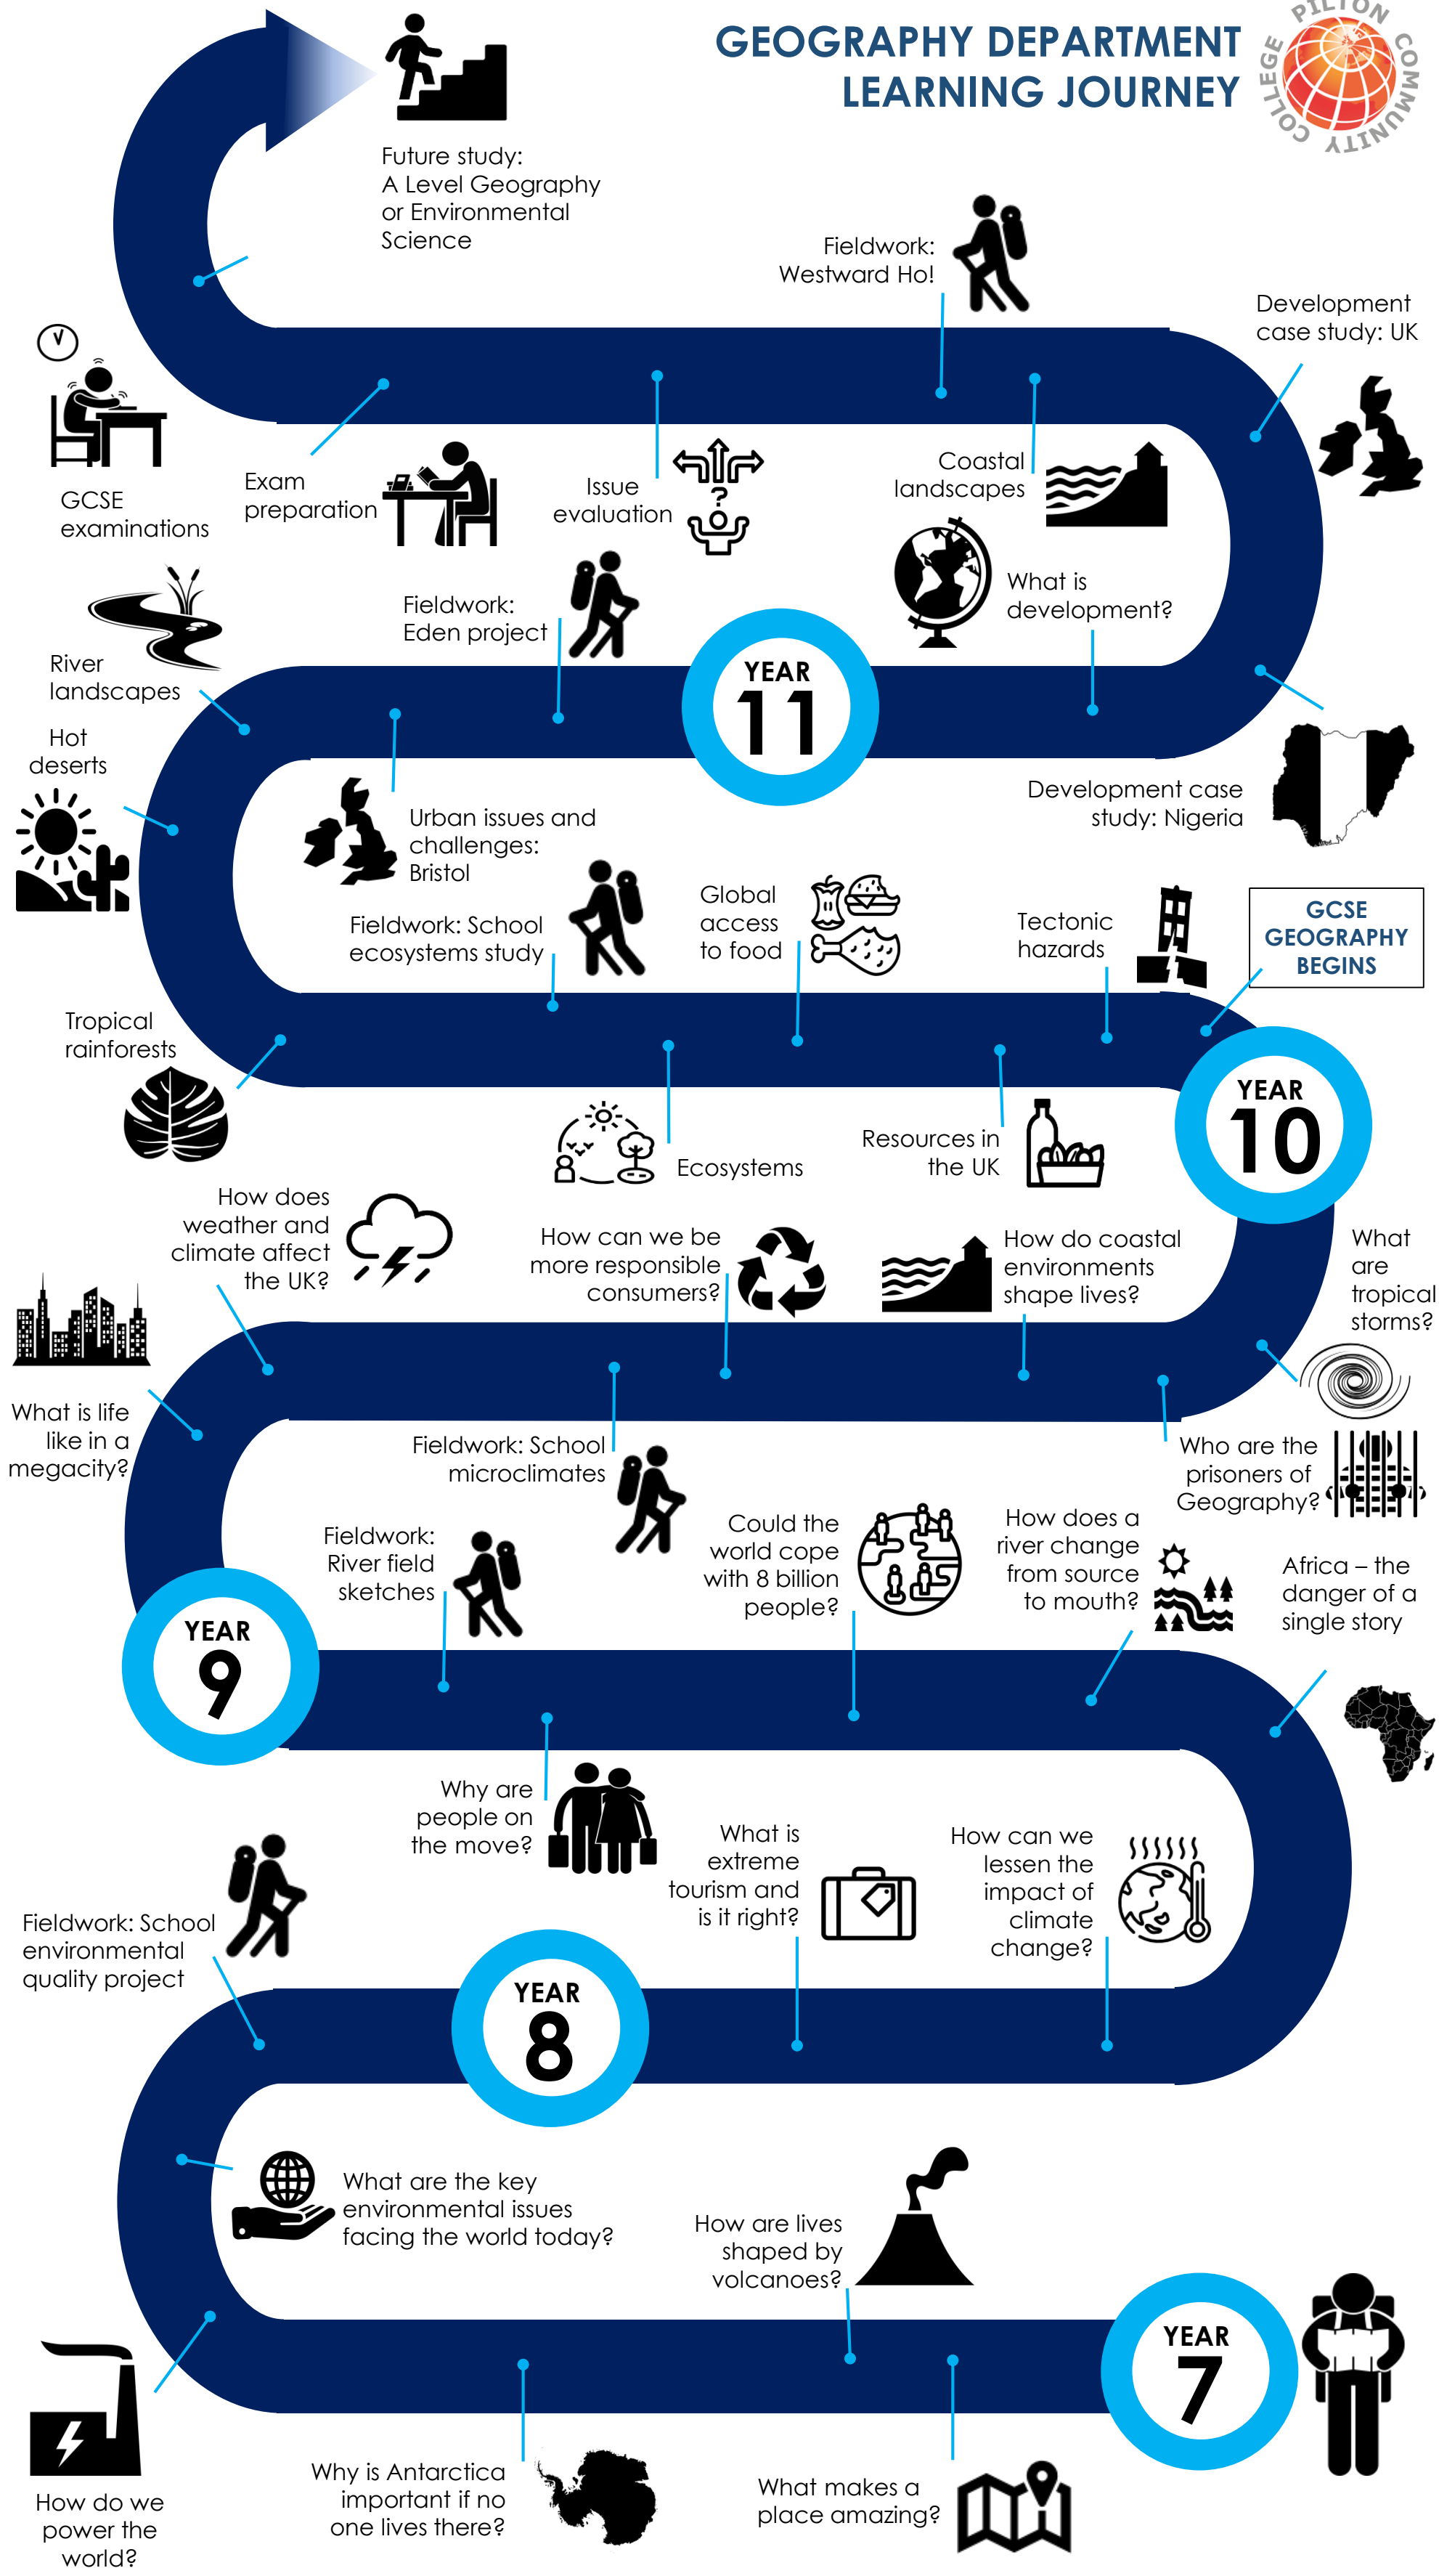 GEOGRAPHY DEPARTMENT
LEARNING JOURNEY
PILTON COMMUNITY COLLEGE
Future study:
A Level Geography
or Environmental
Science
Fieldwork:
Westward Ho!
Development
case study: UK
GCSE
examinations
Exam
preparation
Issue
evaluation
?
Coastal
landscapes
What is
development?
Fieldwork:
Eden project
River
landscapes
YEAR
11
Hot
deserts
Urban issues and
challenges:
Bristol
Development case
study: Nigeria
Fieldwork: School
ecosystems study
Global
access
to food
Tectonic
hazards
GCSE
GEOGRAPHY
BEGINS
Tropical
rainforests
Ecosystems
Resources in
the UK
YEAR
10
How does
weather and
climate affect
the UK?
How can we be
more responsible
consumers?
How do coastal
environments
shape lives?
What
are
tropical
storms?
What is life
like in a
megacity?
Fieldwork: School
microclimates
Who are the
prisoners of
Geography?
Fieldwork:
River field
sketches
Could the
world cope
with 8 billion
people?
How does a
river change
from source
to mouth?
Africa – the
danger of a
single story
YEAR
9
Why are
people on
the move?
What is
extreme
tourism and
is it right?
How can we
lessen the
impact of
climate
change?
Fieldwork: School
environmental
quality project
YEAR
8
What are the key
environmental issues
facing the world today?
How are lives
shaped by
volcanoes?
YEAR
7
How do we
power the
world?
Why is Antarctica
important if no
one lives there?
What makes a
place amazing?